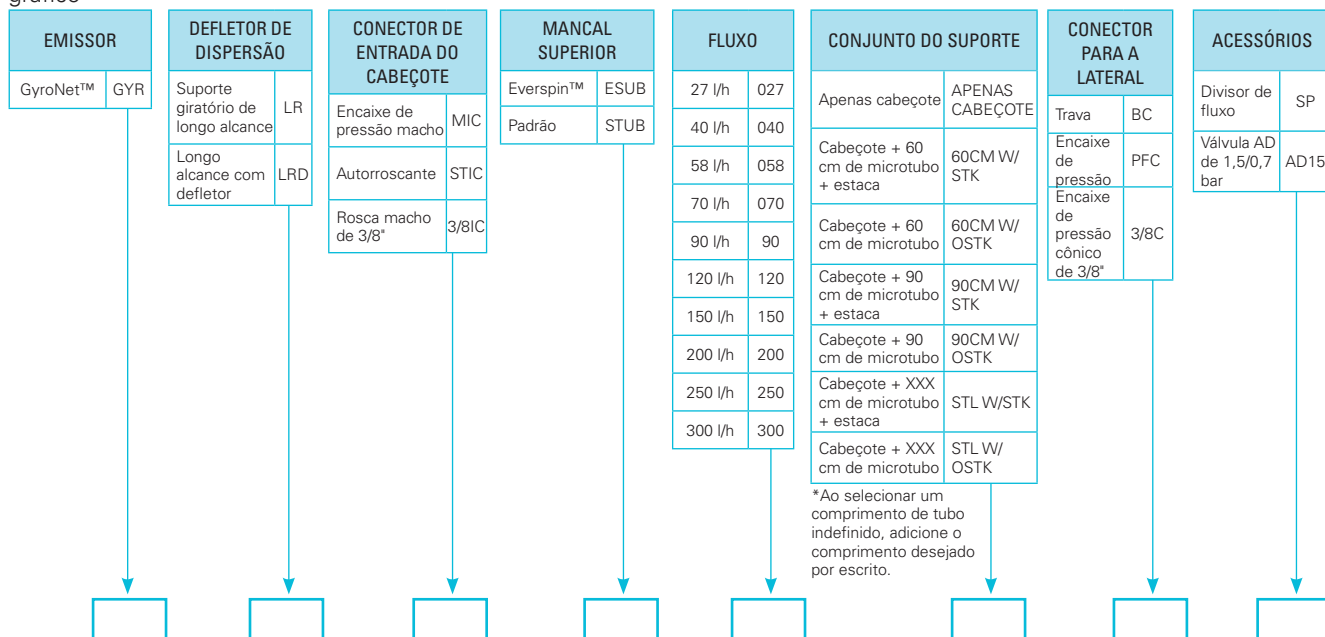 gráfico
EMISSOR
GyroNet™ GYR
DEFLETOR DE
DISPERSÃO
Suporte
giratório de
longo alcance
LR
Longo
alcance com
defletor
LRD
CONECTOR DE
ENTRADA DO
CABEÇOTE
Encaixe de
pressão macho
MIC
Autorroscante STIC
Rosca macho
de 3/8"
3/8IC
MANCAL
SUPERIOR
Everspin™ ESUB
Padrão STUB
FLUXO
27 l/h 027
40 l/h 040
58 l/h 058
70 l/h 070
90 l/h 90
120 l/h 120
150 l/h 150
200 l/h 200
250 l/h 250
300 l/h 300
CONJUNTO DO SUPORTE
Apenas cabeçote
APENAS
CABEÇOTE
Cabeçote + 60
cm de microtubo
+ estaca
60CM W/
STK
Cabeçote + 60
cm de microtubo
60CM W/
OSTK
Cabeçote + 90
cm de microtubo
+ estaca
90CM W/
STK
Cabeçote + 90
cm de microtubo
90CM W/
OSTK
Cabeçote + XXX
cm de microtubo
+ estaca
STL W/STK
Cabeçote + XXX
cm de microtubo
STL W/
OSTK
*Ao selecionar um
comprimento de tubo
indefinido, adicione o
comprimento desejado
por escrito.
CONECTOR
PARA A
LATERAL
Trava BC
Encaixe
de
pressão
PFC
Encaixe
de
pressão
cônico
de 3/8"
3/8C
ACESSÓRIOS
Divisor de
fluxo
SP
Válvula AD
de 1,5/0,7
bar
AD15